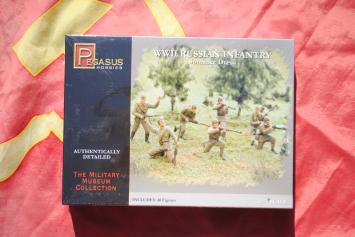 PEGASUS
HOBBIES
WWII RUSSIAN INFANTRY
Summer Dress
AUTHENTICALLY
DETAILED
THE MILITARY
MUSEUM
COLLECTION
INCLUDES 40 Figures